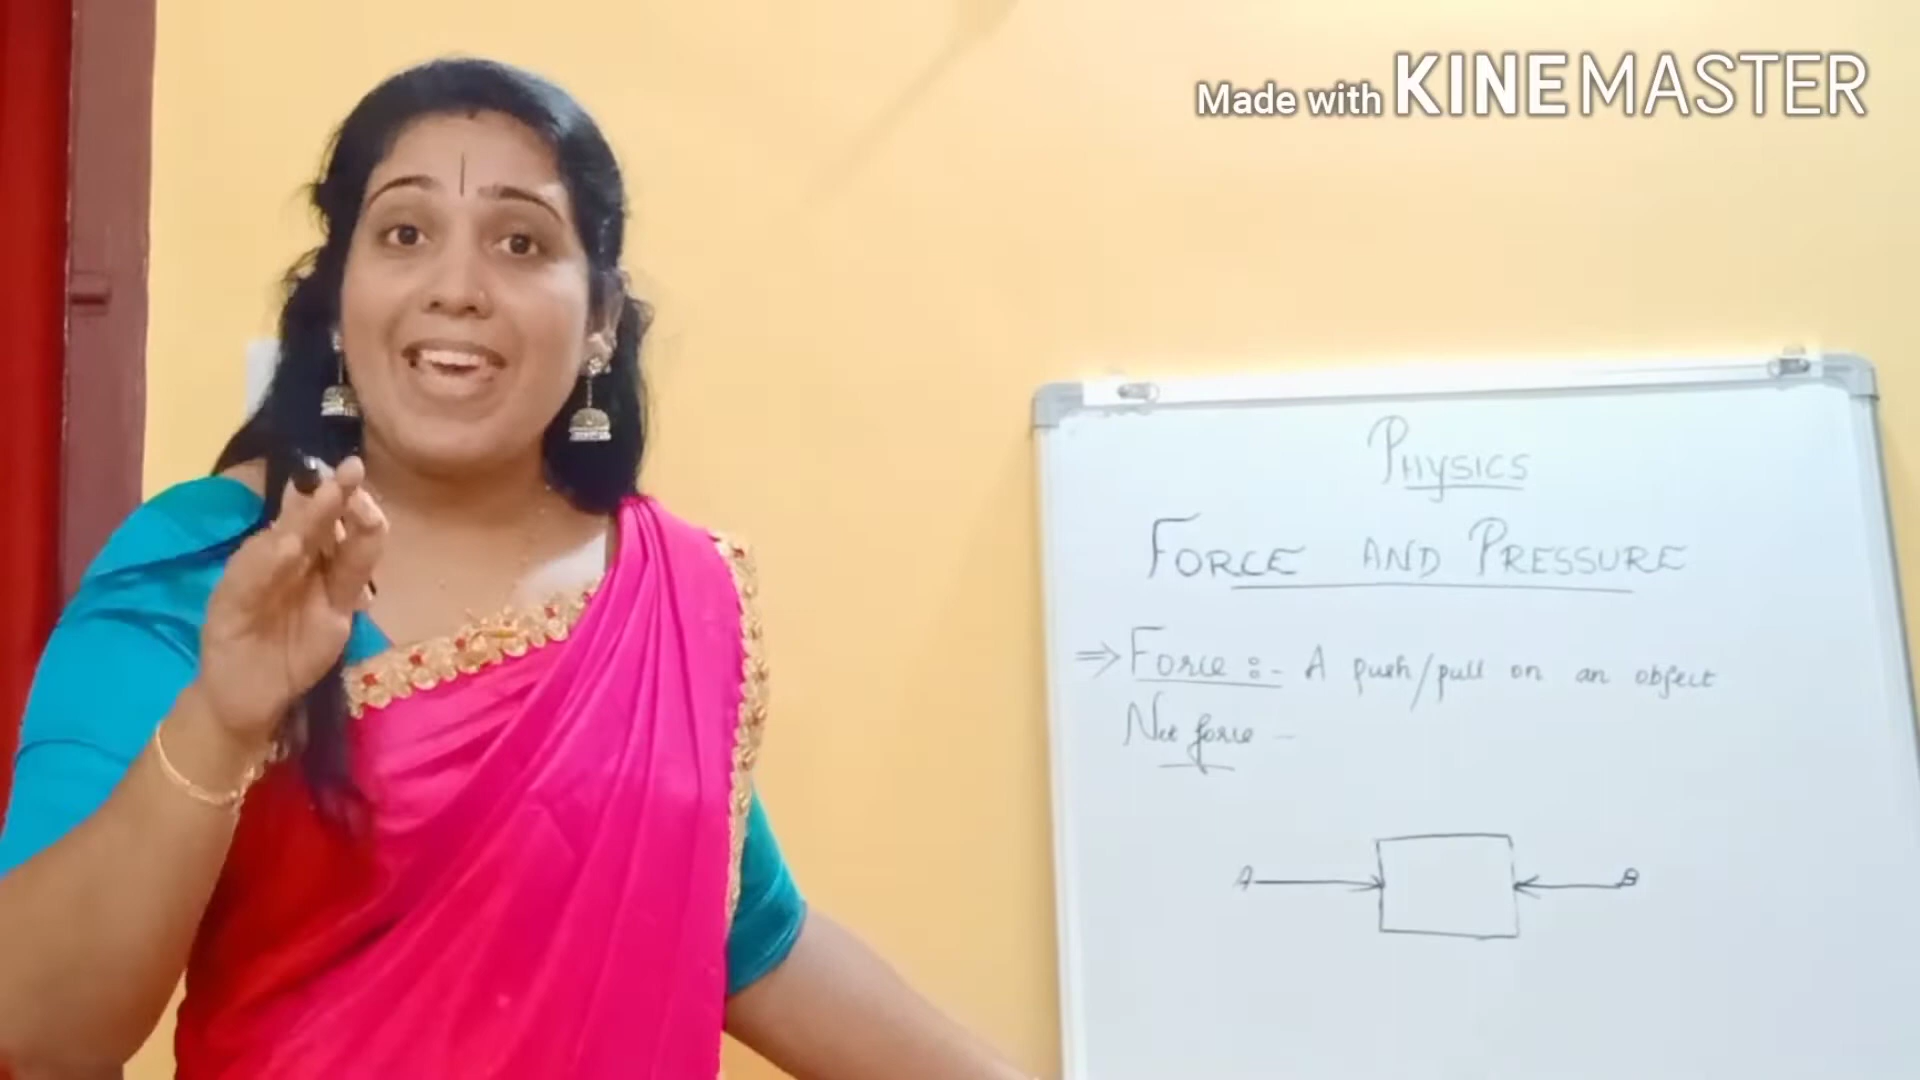 Made with KINEMASTER
PHYSICS
FORCE AND PRESSURE
⇒ Force :- A push/pull on an object
Net force -
A B